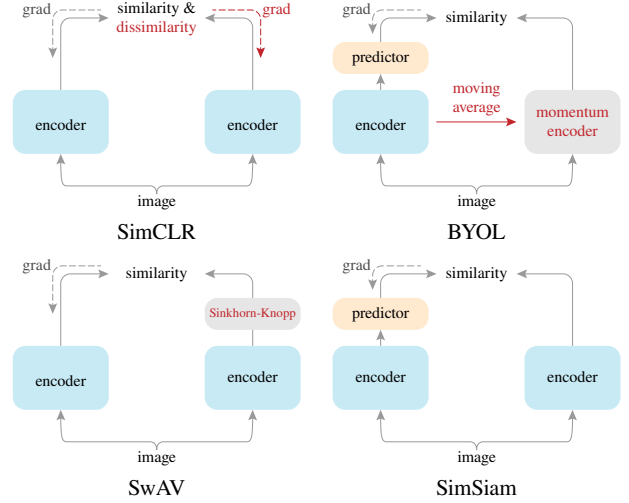 grad
similarity &
dissimilarity
grad
encoder
encoder
image
SimCLR
grad
similarity
predictor
encoder
moving
average
momentum
encoder
image
BYOL
grad
similarity
Sinkhorn-Knopp
encoder
encoder
image
SwAV
grad
similarity
predictor
encoder
encoder
image
SimSiam